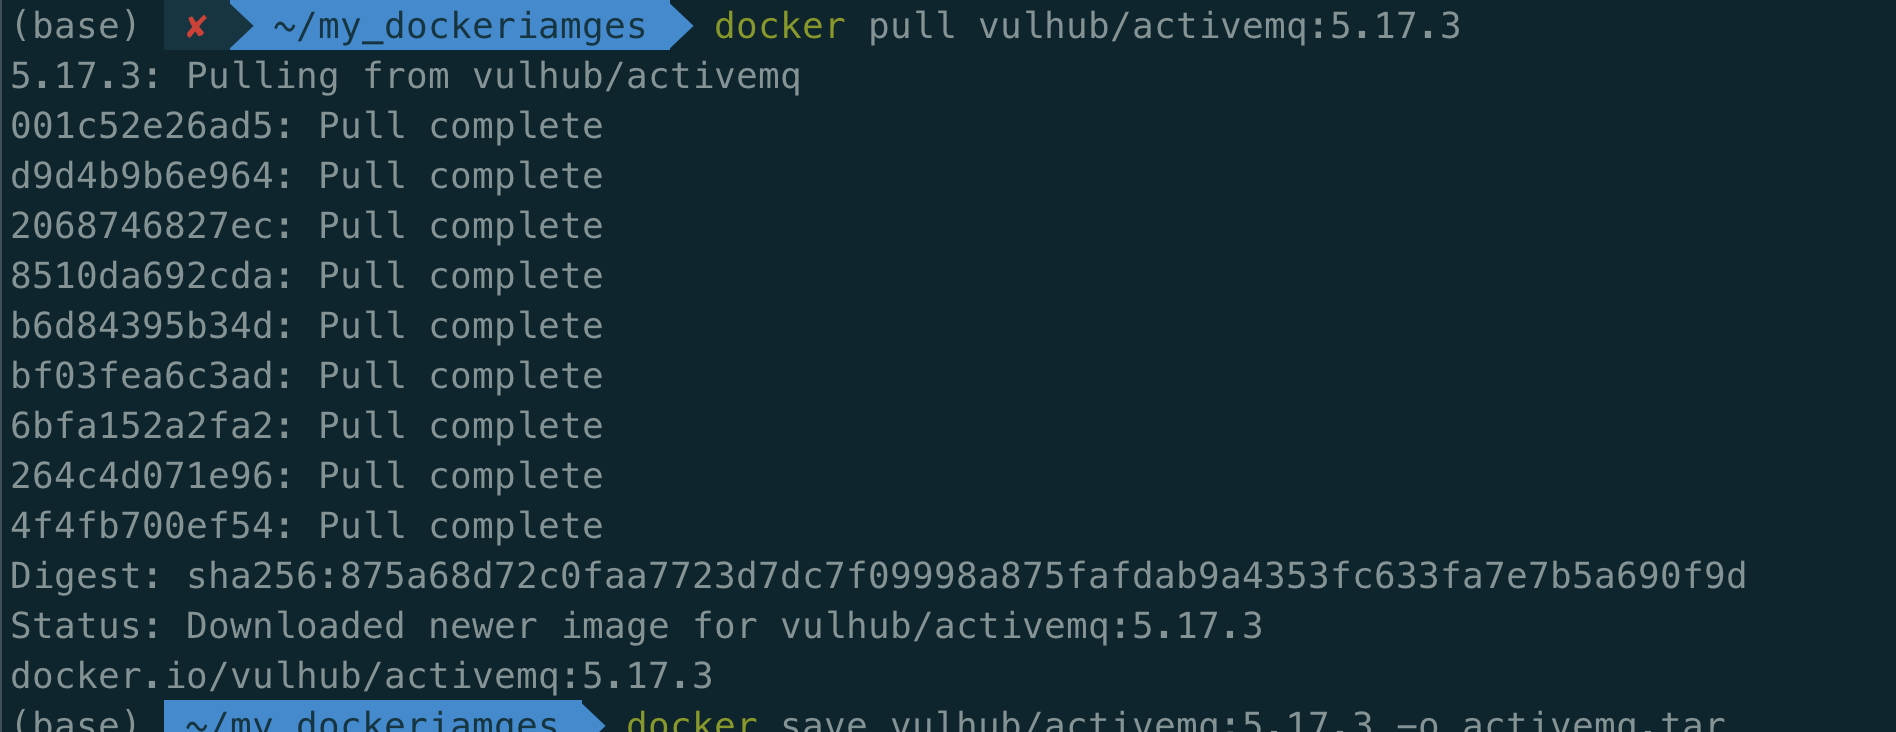 (base) ✘ ~/my_dockeriamges docker pull vulhub/activemq:5.17.3
5.17.3: Pulling from vulhub/activemq
001c52e26ad5: Pull complete
d9d4b9b6e964: Pull complete
2068746827ec: Pull complete
8510da692cda: Pull complete
b6d84395b34d: Pull complete
bf03fea6c3ad: Pull complete
6bfa152a2fa2: Pull complete
264c4d071e96: Pull complete
4f4fb700ef54: Pull complete
Digest: sha256:875a68d72c0faa7723d7dc7f09998a875fafdab9a4353fc633fa7e7b5a690f9d
Status: Downloaded newer image for vulhub/activemq:5.17.3
docker.io/vulhub/activemq:5.17.3
(base) ~/my_dockeriamges docker save vulhub/activemq:5.17.3 -o activemq.tar